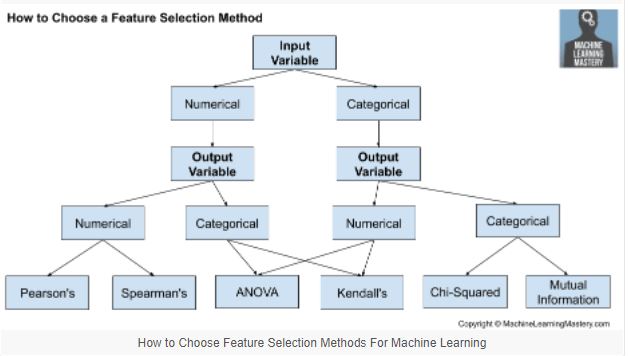 How to Choose a Feature Selection Method
MACHINE
LEARNING
MASTERY
Input
Variable
Numerical
Categorical
Output
Variable
Output
Variable
Numerical
Categorical
Numerical
Categorical
Pearson's
Spearman's
ANOVA
Kendall's
Chi-Squared
Mutual
Information
Copyright © MachineLearningMastery.com
How to Choose Feature Selection Methods For Machine Learning